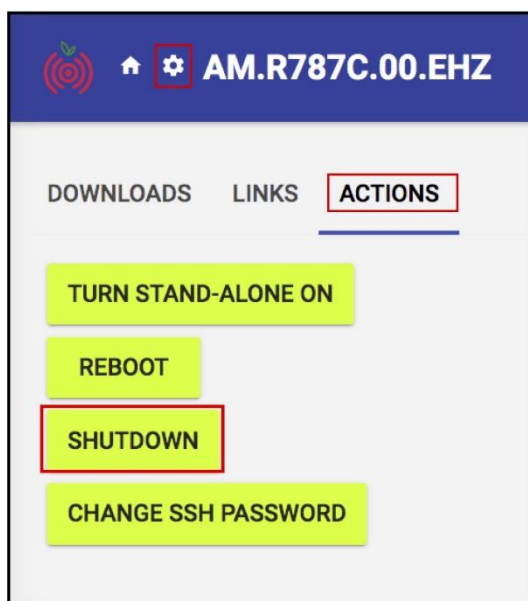 AM.R787C.00.EHZ
DOWNLOADS LINKS ACTIONS
TURN STAND-ALONE ON
REBOOT
SHUTDOWN
CHANGE SSH PASSWORD